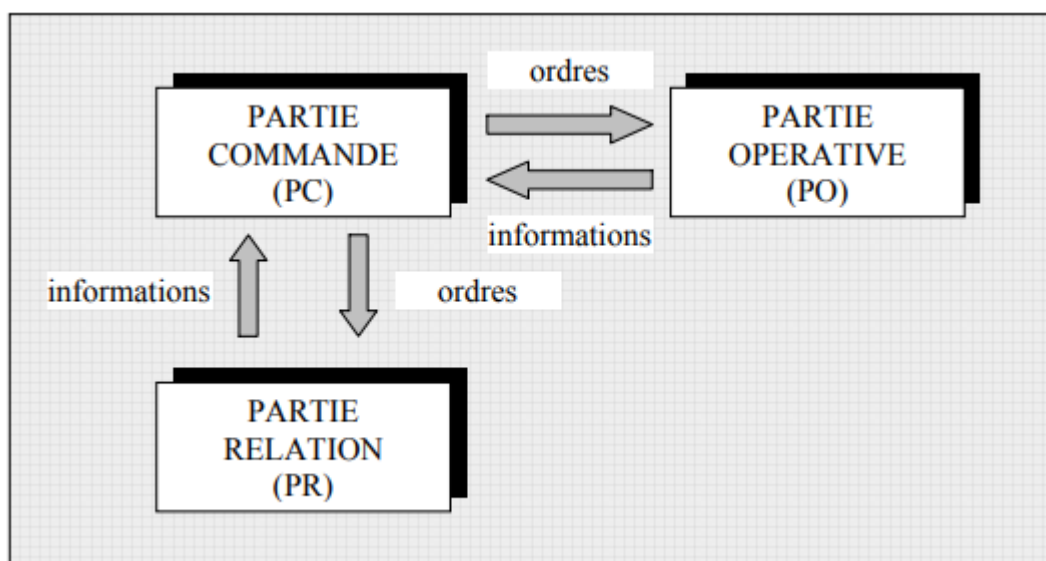 ordres
PARTIE
COMMANDE
(PC)
PARTIE
OPERATIVE
(PO)
informations
informations
ordres
PARTIE
RELATION
(PR)